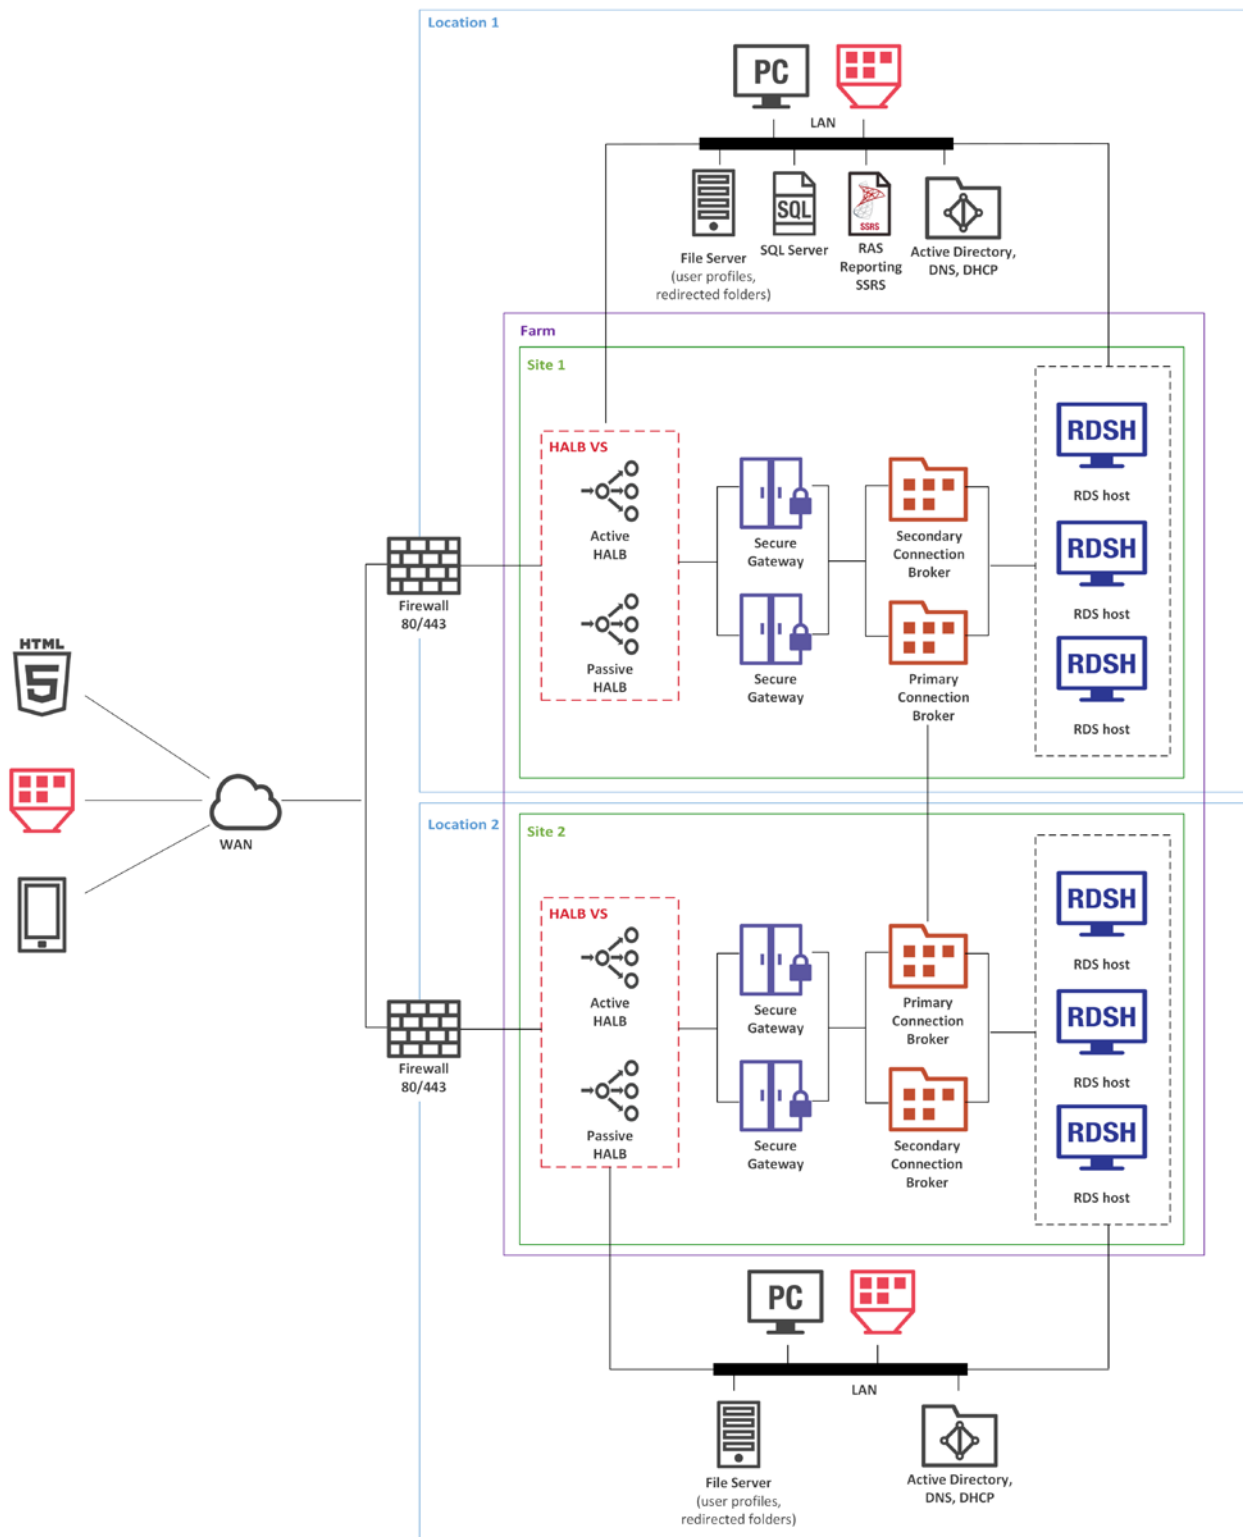 Location 1
PC
LAN
SQL
SSRS
File Server
(user profiles,
redirected folders)
SQL Server
RAS
Reporting
SSRS
Active Directory,
DNS, DHCP
Farm
Site 1
HALB VS
Active
HALB
Passive
HALB
Secure
Gateway
Secure
Gateway
Secondary
Connection
Broker
Primary
Connection
Broker
RDSH
RDS host
RDSH
RDS host
RDSH
RDS host
Firewall
80/443
HTML
5
WAN
Location 2
Site 2
HALB VS
Active
HALB
Passive
HALB
Secure
Gateway
Secure
Gateway
Primary
Connection
Broker
Secondary
Connection
Broker
RDSH
RDS host
RDSH
RDS host
RDSH
RDS host
Firewall
80/443
PC
LAN
File Server
(user profiles,
redirected folders)
Active Directory,
DNS, DHCP